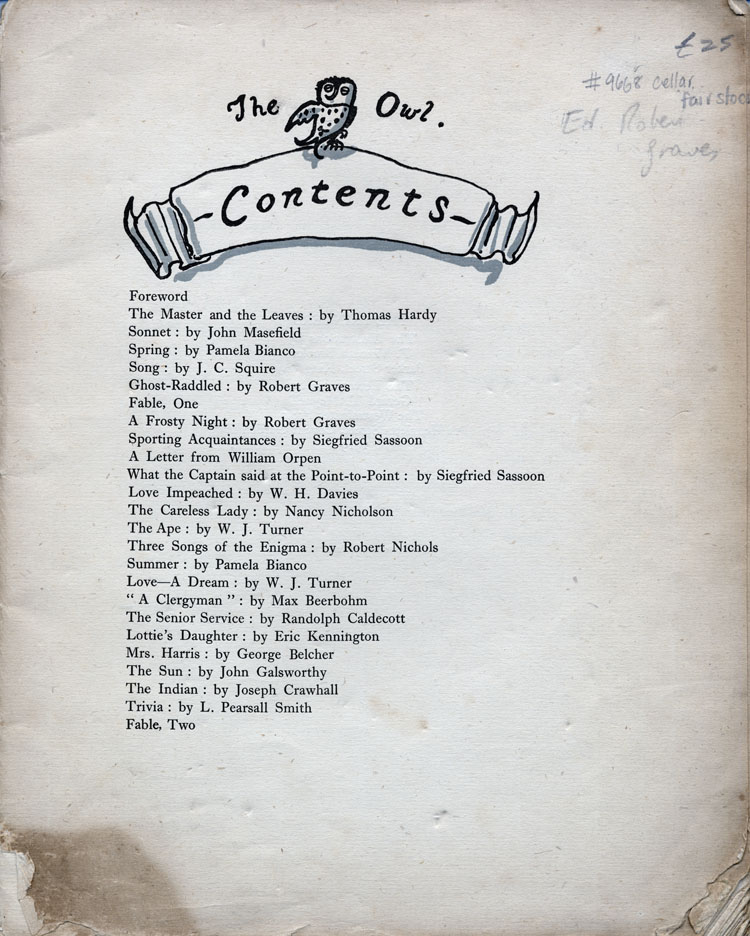 £25
#9668 cellar
fair stoc
Ed. Robert
Graves
The Owl.
-Contents-
Foreword
The Master and the Leaves : by Thomas Hardy
Sonnet : by John Masefield
Spring : by Pamela Bianco
Song : by J. C. Squire
Ghost-Raddled : by Robert Graves
Fable, One
A Frosty Night : by Robert Graves
Sporting Acquaintances : by Siegfried Sassoon
A Letter from William Orpen
What the Captain said at the Point-to-Point : by Siegfried Sassoon
Love Impeached : by W. H. Davies
The Careless Lady : by Nancy Nicholson
The Ape : by W. J. Turner
Three Songs of the Enigma : by Robert Nichols
Summer : by Pamela Bianco
Love—A Dream : by W. J. Turner
“ A Clergyman ” : by Max Beerbohm
The Senior Service : by Randolph Caldecott
Lottie's Daughter : by Eric Kennington
Mrs. Harris : by George Belcher
The Sun : by John Galsworthy
The Indian : by Joseph Crawhall
Trivia : by L. Pearsall Smith
Fable, Two